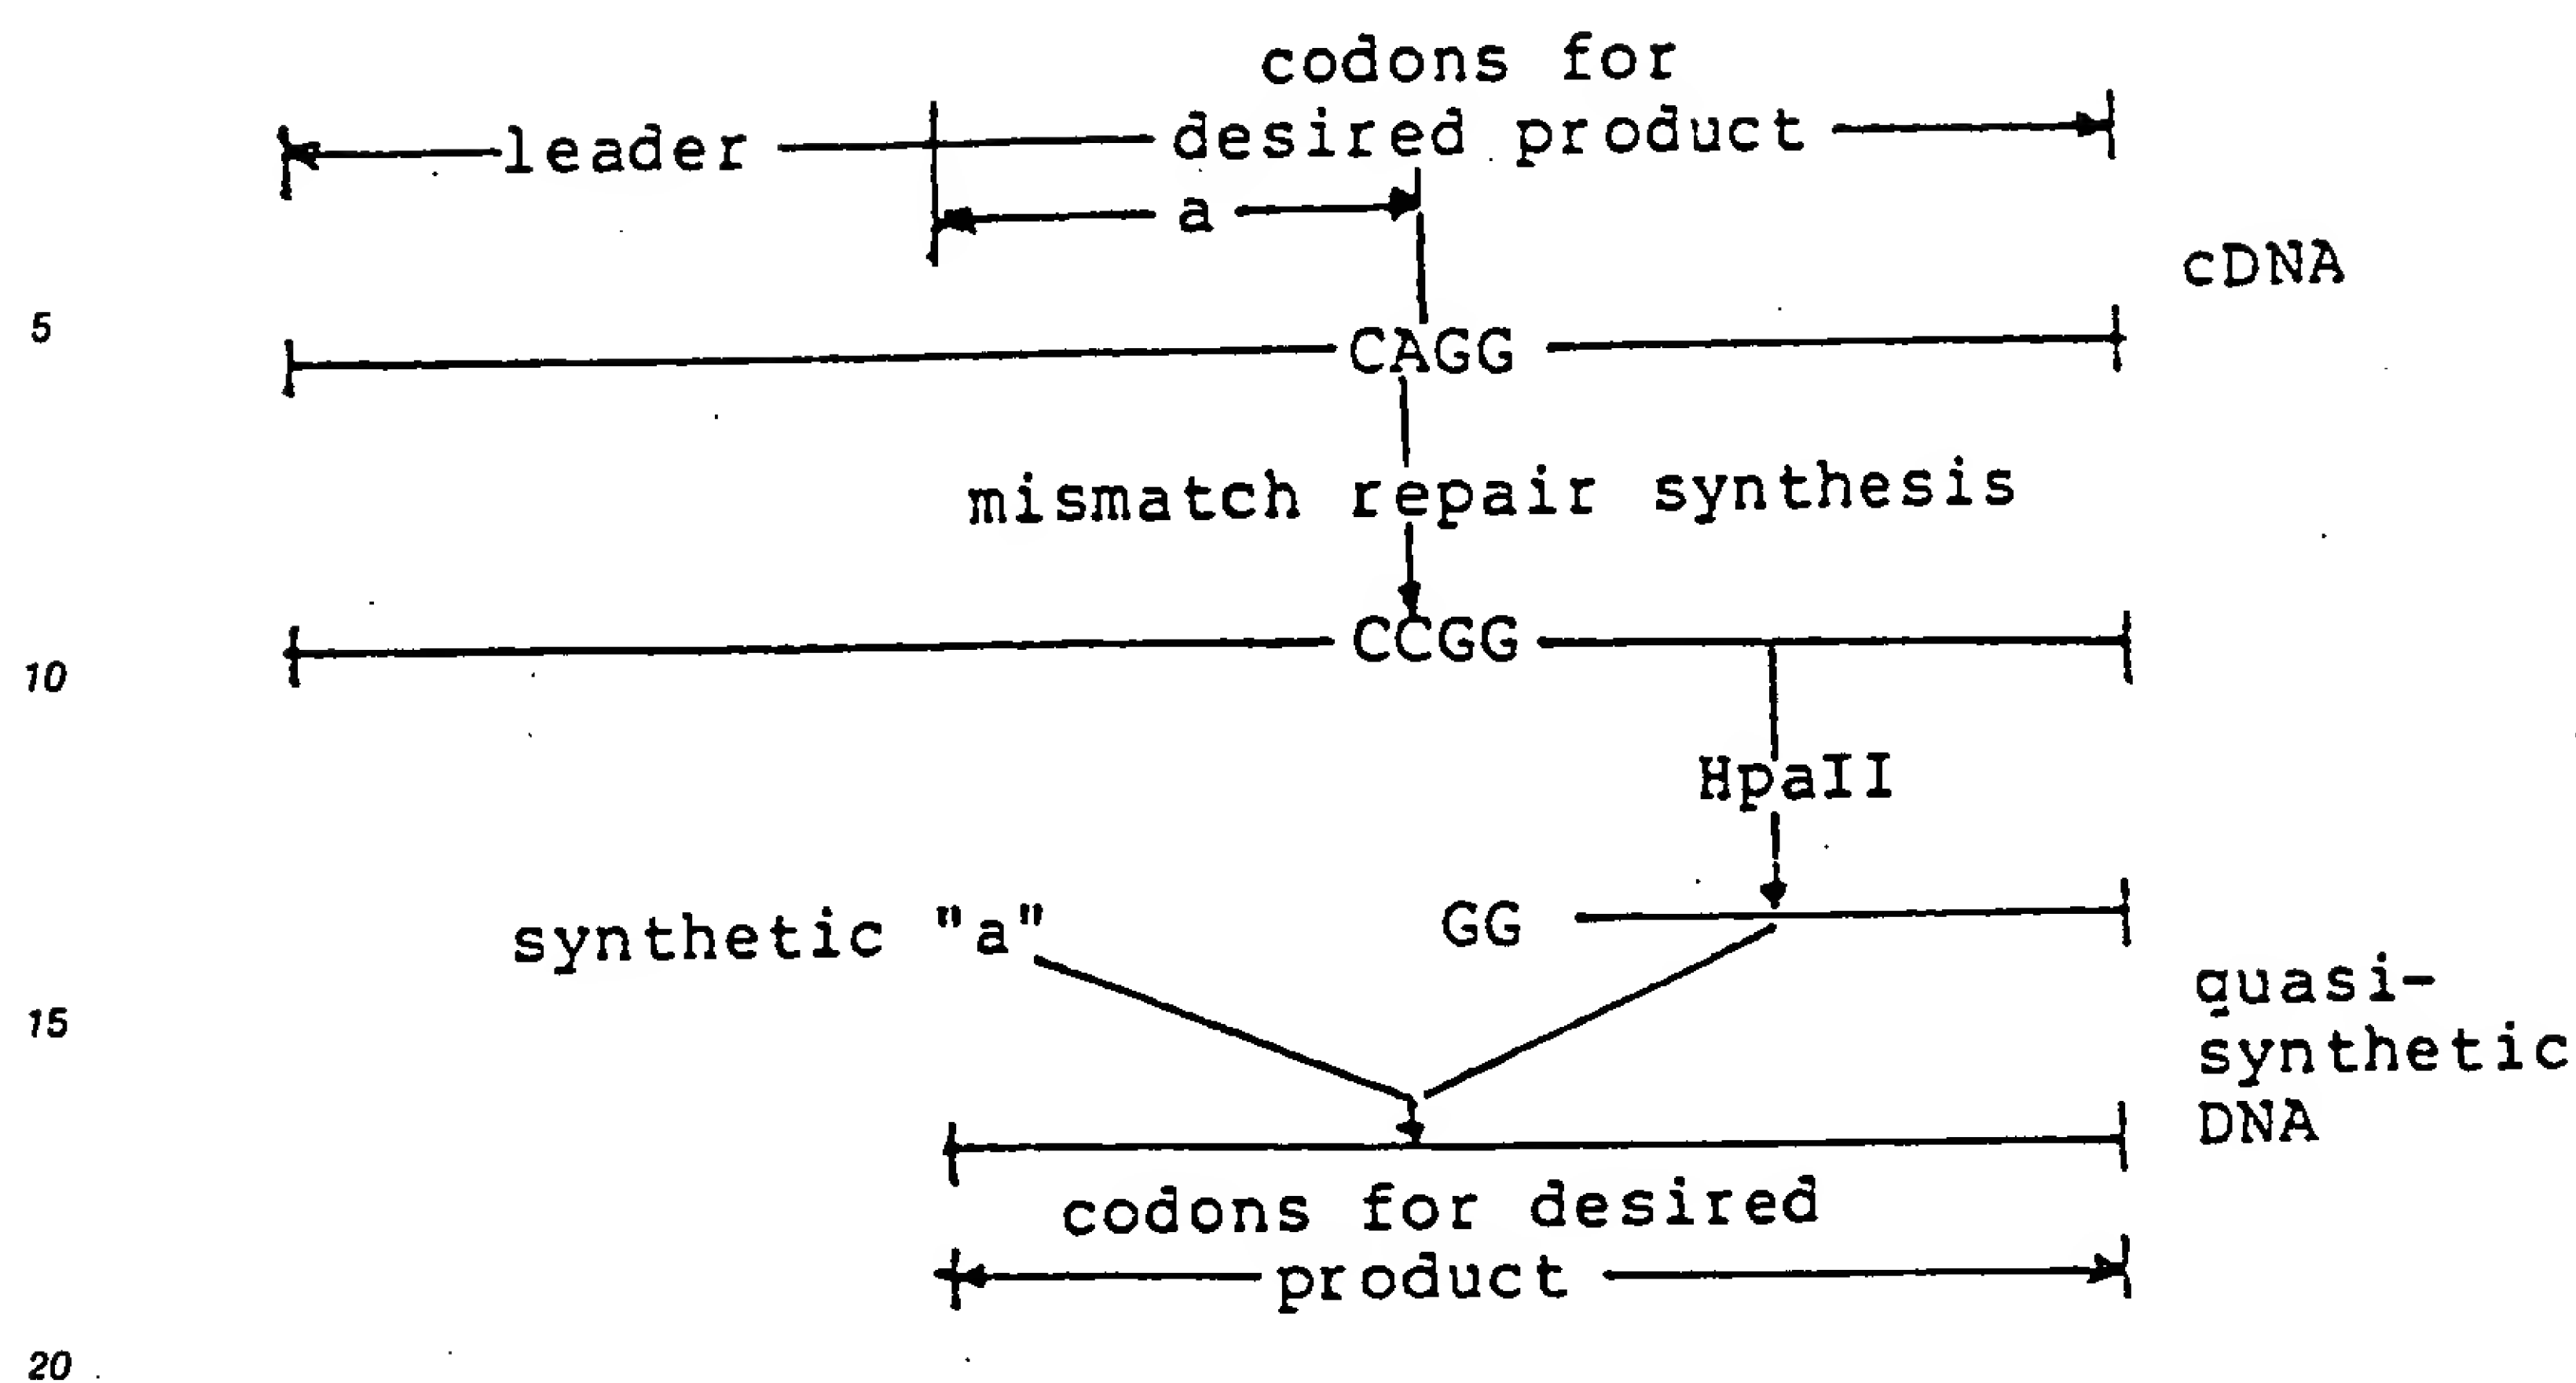 codons for
leader desired product
a
cDNA
5
CAGG
mismatch repair synthesis
CCGG
10
HpaII
synthetic "a" GG
quasi-
15
synthetic
DNA
codons for desired
product
20